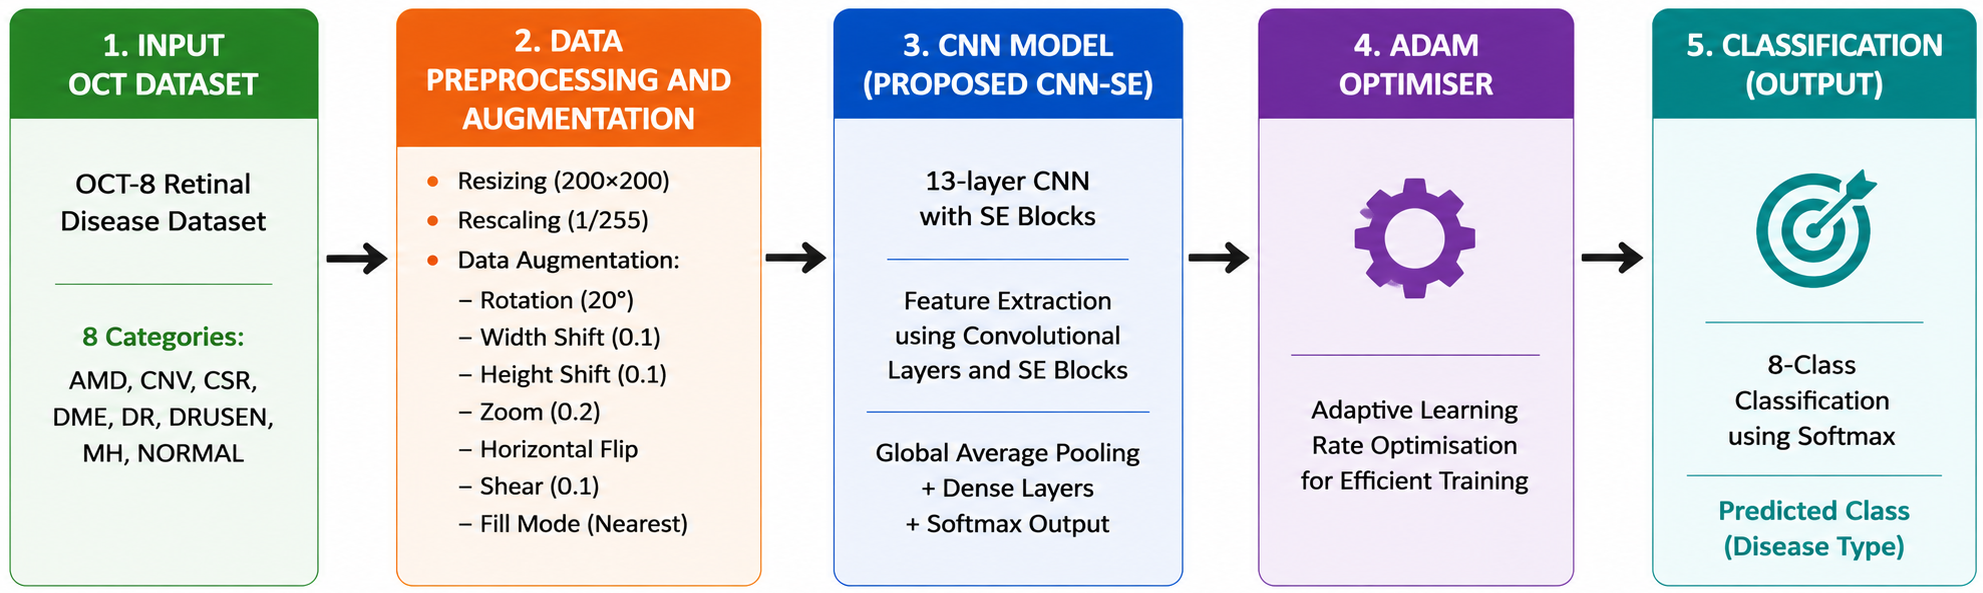 1. INPUT
OCT DATASET
OCT-8 Retinal
Disease Dataset
8 Categories:
AMD, CNV, CSR,
DME, DR, DRUSEN,
MH, NORMAL
2. DATA
PREPROCESSING AND
AUGMENTATION
• Resizing (200×200)
• Rescaling (1/255)
• Data Augmentation:
– Rotation (20°)
– Width Shift (0.1)
– Height Shift (0.1)
– Zoom (0.2)
– Horizontal Flip
– Shear (0.1)
– Fill Mode (Nearest)
3. CNN MODEL
(PROPOSED CNN-SE)
13-layer CNN
with SE Blocks
Feature Extraction
using Convolutional
Layers and SE Blocks
Global Average Pooling
+ Dense Layers
+ Softmax Output
4. ADAM
OPTIMISER
Adaptive Learning
Rate Optimisation
for Efficient Training
5. CLASSIFICATION
(OUTPUT)
8-Class
Classification
using Softmax
Predicted Class
(Disease Type)